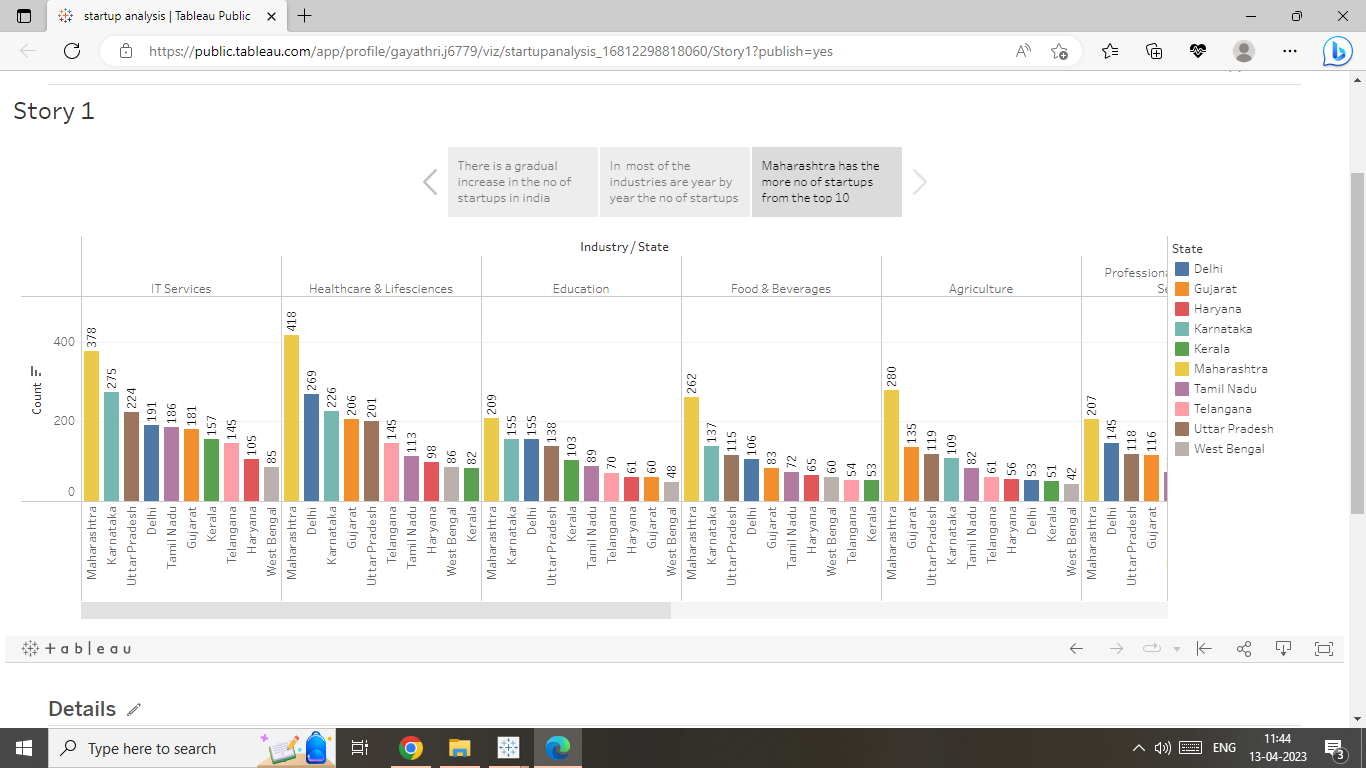 startup analysis | Tableau Public
https://public.tableau.com/app/profile/gayathri.j6779/viz/startupanalysis_16812298818060/Story1?publish=yes
Story 1
There is a gradual
increase in the no of
startups in india
In most of the
industries are year by
year the no of startups
Maharashtra has the
more no of startups
from the top 10
Industry / State
IT Services
Healthcare & Lifesciences
Education
Food & Beverages
Agriculture
Count
400
200
0
378
275
224
191
186
181
157
145
105
85
418
269
226
206
201
145
113
98
86
82
209
155
155
138
103
89
70
61
60
48
262
137
115
106
83
72
65
60
54
53
280
135
119
109
82
61
56
53
51
42
207
145
118
116
Maharashtra
Karnataka
Uttar Pradesh
Delhi
Tamil Nadu
Gujarat
Kerala
Telangana
Haryana
West Bengal
Maharashtra
Delhi
Karnataka
Gujarat
Uttar Pradesh
Telangana
Tamil Nadu
Haryana
West Bengal
Kerala
Maharashtra
Karnataka
Delhi
Uttar Pradesh
Kerala
Tamil Nadu
Telangana
Haryana
Gujarat
West Bengal
Maharashtra
Karnataka
Uttar Pradesh
Delhi
Gujarat
Tamil Nadu
Haryana
West Bengal
Telangana
Kerala
Maharashtra
Gujarat
Uttar Pradesh
Karnataka
Tamil Nadu
Telangana
Haryana
Delhi
Kerala
West Bengal
Maharashtra
Delhi
Uttar Pradesh
Gujarat
State
Delhi
Gujarat
Haryana
Karnataka
Kerala
Maharashtra
Tamil Nadu
Telangana
Uttar Pradesh
West Bengal
+ a b | e a u
Details
Type here to search
ENG
11:44
13-04-2023
3